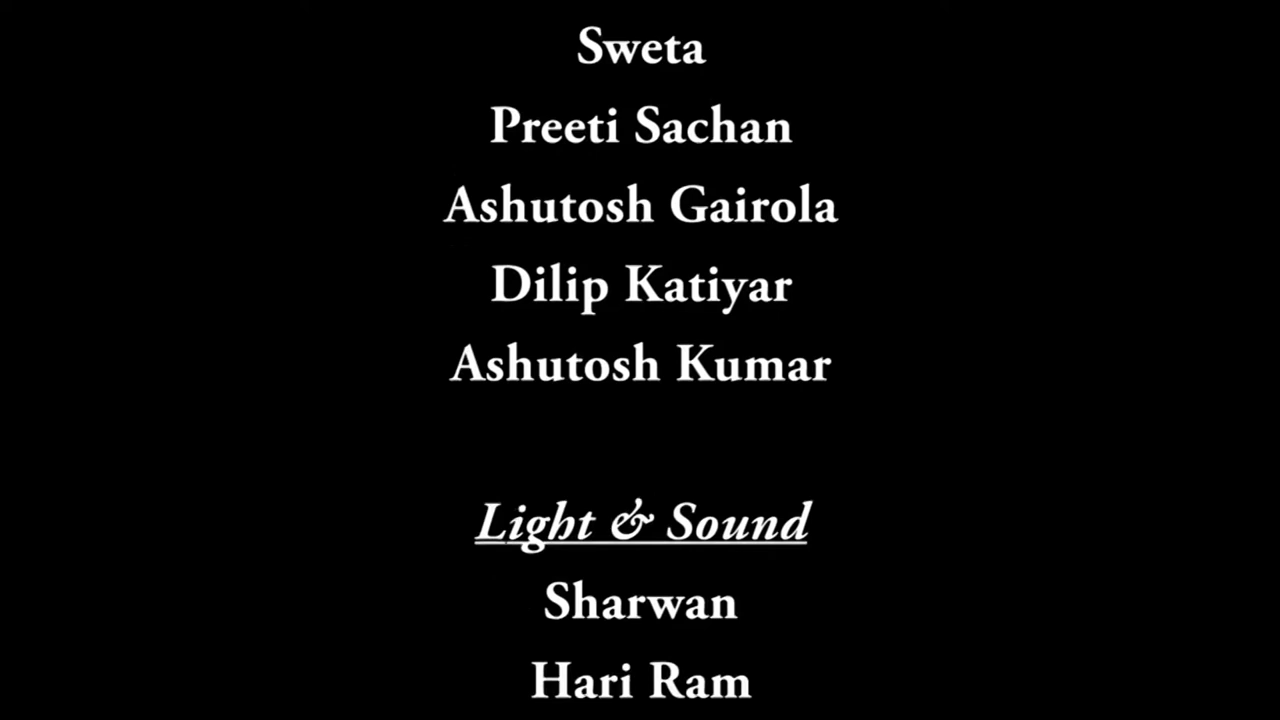 Sweta
Preeti Sachan
Ashutosh Gairola
Dilip Katiyar
Ashutosh Kumar
Light & Sound
Sharwan
Hari Ram